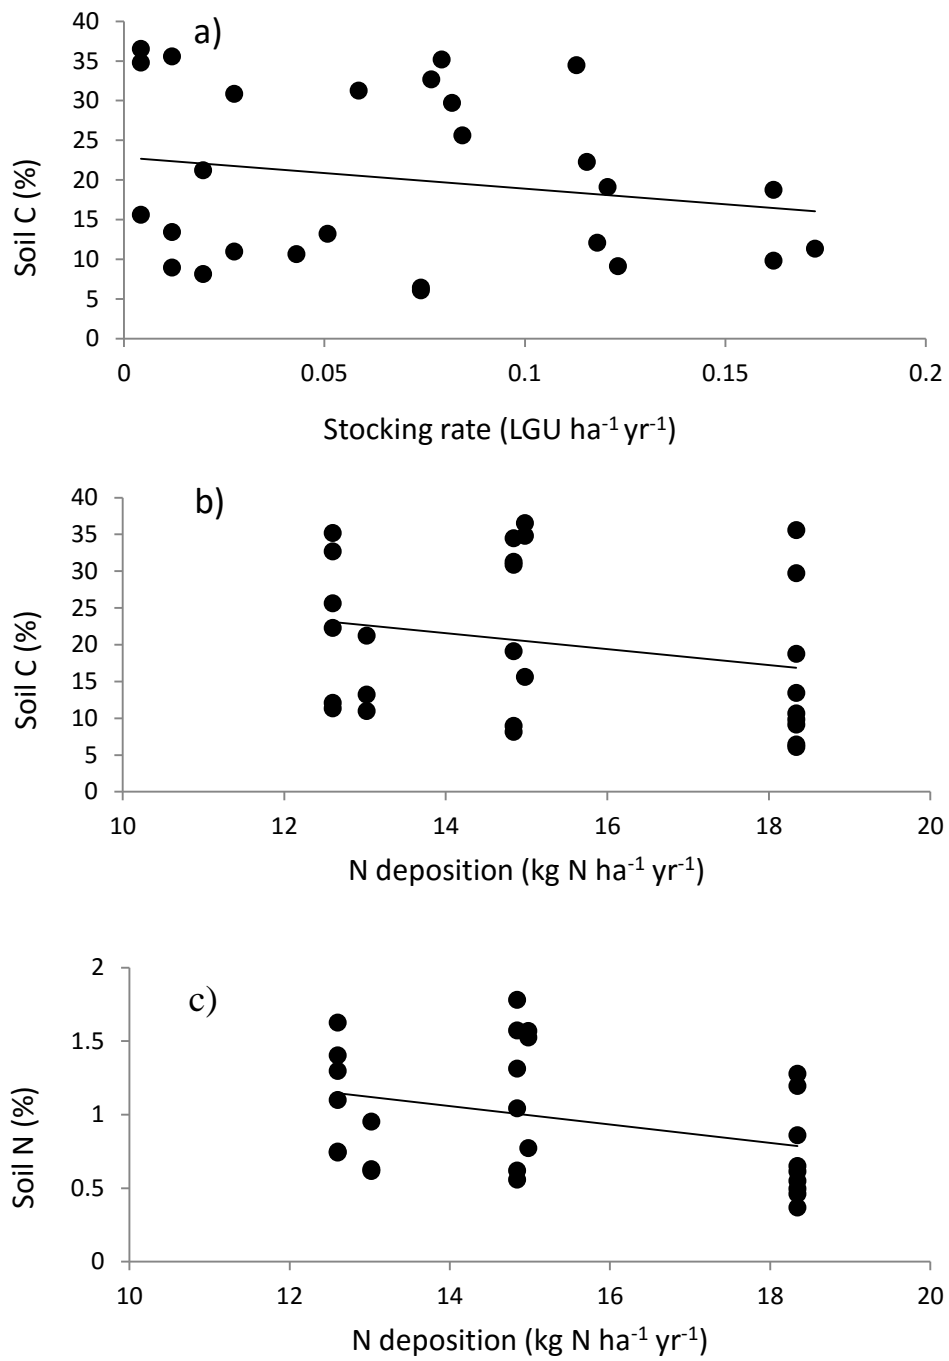 a)
40
35
30
25
20
15
10
5
0
Soil C (%)
0 0.05 0.1 0.15 0.2
Stocking rate (LGU ha⁻¹ yr⁻¹)
b)
40
35
30
25
20
15
10
5
0
Soil C (%)
10 12 14 16 18 20
N deposition (kg N ha⁻¹ yr⁻¹)
c)
2
1.5
1
0.5
0
Soil N (%)
10 12 14 16 18 20
N deposition (kg N ha⁻¹ yr⁻¹)